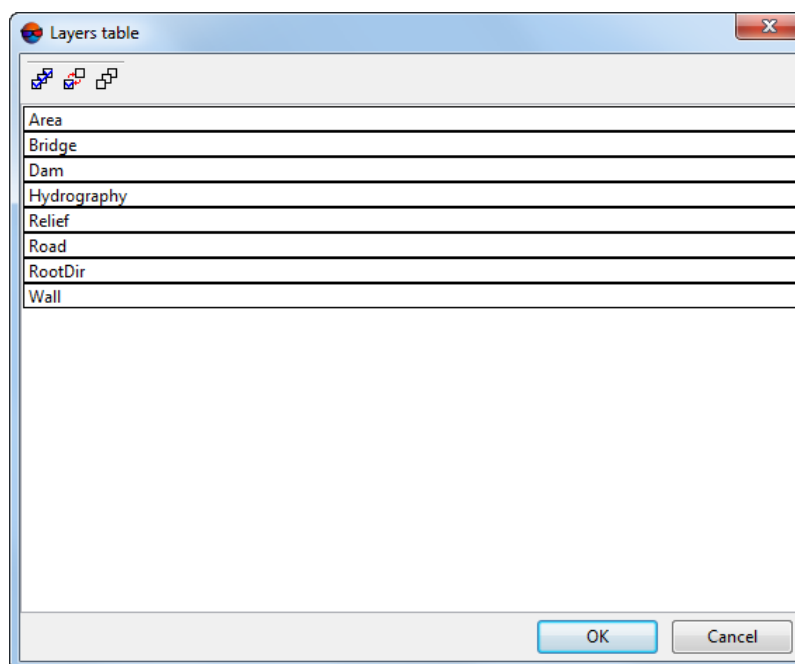 Layers table
Area
Bridge
Dam
Hydrography
Relief
Road
RootDir
Wall
OK
Cancel